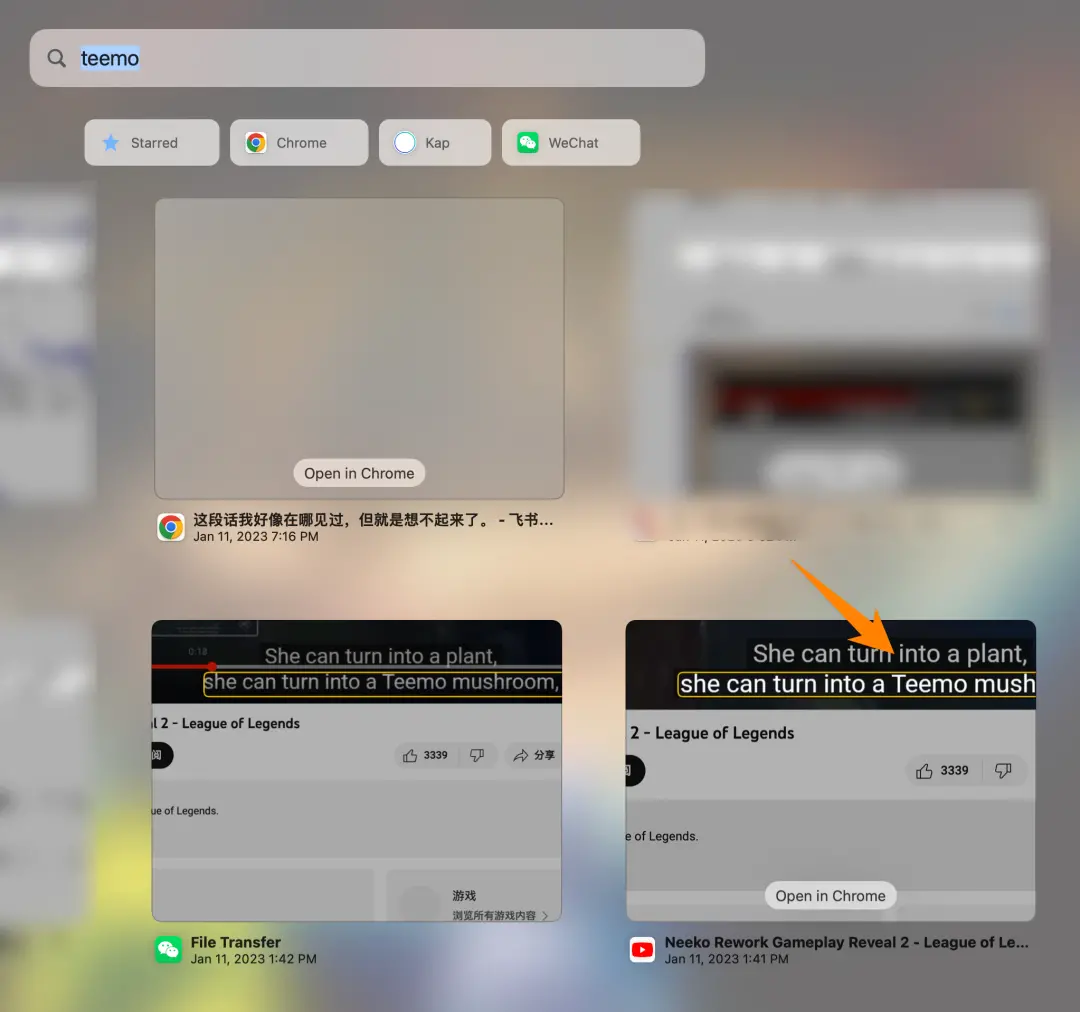 teemo
Starred
Chrome
Kap
WeChat
Open in Chrome
这段话我好像在哪见过，但就是想不起来了。 - 飞书...
Jan 11, 2023 7:16 PM
0:18
She can turn into a plant,
she can turn into a Teemo mushroom,
l 2 - League of Legends
阅
3339
分享
ue of Legends.
游戏
浏览所有游戏内容
File Transfer
Jan 11, 2023 1:42 PM
She can turn into a plant,
she can turn into a Teemo mush
2 - League of Legends
3339
e of Legends.
Open in Chrome
Neeko Rework Gameplay Reveal 2 - League of Le...
Jan 11, 2023 1:41 PM